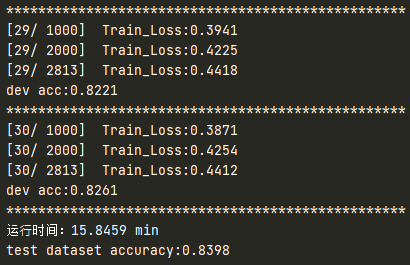 **************************************************
[29/ 1000]  Train_Loss:0.3941
[29/ 2000]  Train_Loss:0.4225
[29/ 2813]  Train_Loss:0.4418
dev acc:0.8221
**************************************************
[30/ 1000]  Train_Loss:0.3871
[30/ 2000]  Train_Loss:0.4254
[30/ 2813]  Train_Loss:0.4412
dev acc:0.8261
**************************************************
运行时间：15.8459 min
test dataset accuracy:0.8398